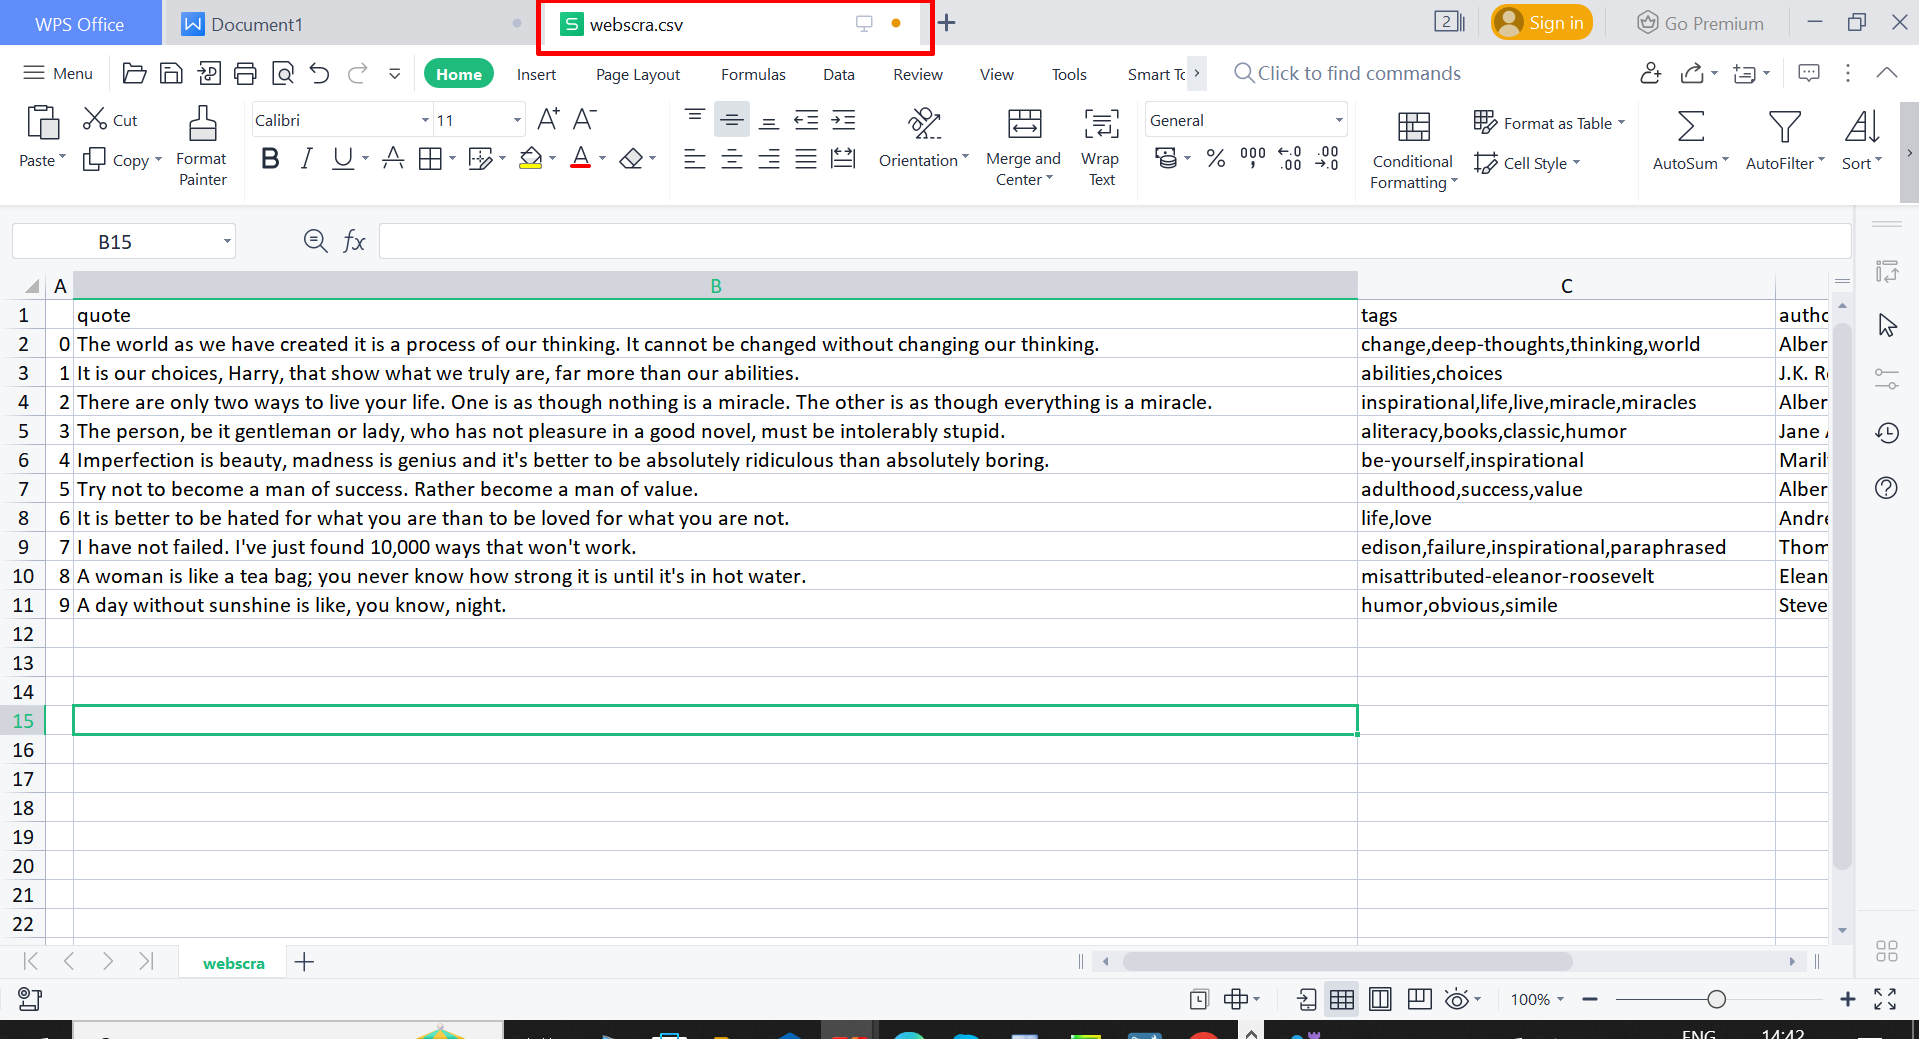 WPS Office Document1 webscra.csv 2 Sign in Go Premium
Menu Home Insert Page Layout Formulas Data Review View Tools Smart Click to find commands
Paste Cut Copy Format Painter
Calibri 11
Orientation Merge and Center Wrap Text
General
Conditional Formatting
Format as Table
Cell Style
AutoSum AutoFilter Sort
B15 fx
A B C
1 quote tags
2 0 The world as we have created it is a process of our thinking. It cannot be changed without changing our thinking. change,deep-thoughts,thinking,world Alber
3 1 It is our choices, Harry, that show what we truly are, far more than our abilities. abilities,choices J.K.
4 2 There are only two ways to live your life. One is as though nothing is a miracle. The other is as though everything is a miracle. inspirational,life,live,miracle,miracles Alber
5 3 The person, be it gentleman or lady, who has not pleasure in a good novel, must be intolerably stupid. aliteracy,books,classic,humor Jane
6 4 Imperfection is beauty, madness is genius and it's better to be absolutely ridiculous than absolutely boring. be-yourself,inspirational Maril
7 5 Try not to become a man of success. Rather become a man of value. adulthood,success,value Alber
8 6 It is better to be hated for what you are than to be loved for what you are not. life,love Andre
9 7 I have not failed. I've just found 10,000 ways that won't work. edison,failure,inspirational,paraphrased Thom
10 8 A woman is like a tea bag; you never know how strong it is until it's in hot water. misattributed-eleanor-roosevelt Elean
11 9 A day without sunshine is like, you know, night. humor,obvious,simile Steve
12
13
14
15
16
17
18
19
20
21
22
webscra
100%
ENG 14:42